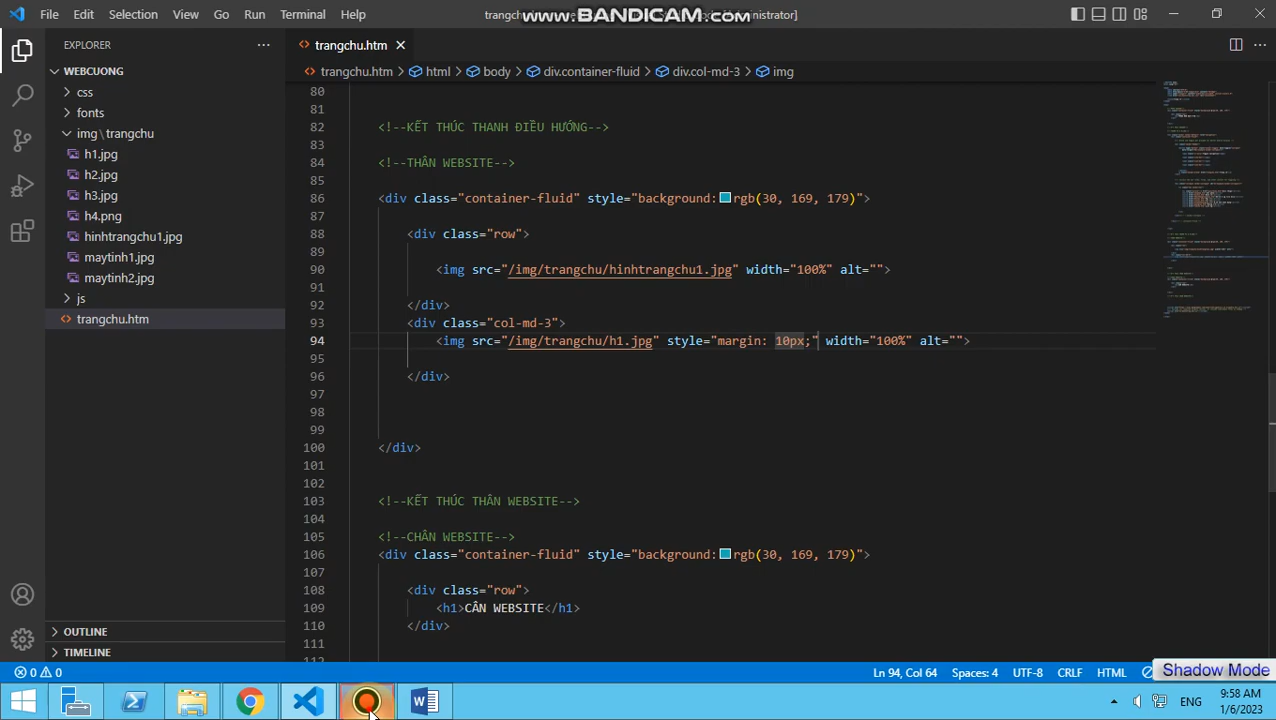 File Edit Selection View Go Run Terminal Help
trangchu
www.BANDICAM.com
ministrator]
EXPLORER
trangchu.htm
WEBCUONG
trangchu.htm > html > body > div.container-fluid > div.col-md-3 > img
css
fonts
img\trangchu
h1.jpg
h2.jpg
h3.jpg
h4.png
hinhtrangchu1.jpg
maytinh1.jpg
maytinh2.jpg
js
trangchu.htm
80
81
82 <!--KẾT THÚC THANH ĐIỀU HƯỚNG-->
83
84 <!--THÂN WEBSITE-->
85
86 <div class="container-fluid" style="background:rgb(30, 169, 179)">
87
88 <div class="row">
89
90 <img src="/img/trangchu/hinhtrangchu1.jpg" width="100%" alt="">
91
92 </div>
93 <div class="col-md-3">
94 <img src="/img/trangchu/h1.jpg" style="margin: 10px;" width="100%" alt="">
95
96 </div>
97
98
99
100 </div>
101
102
103 <!--KẾT THÚC THÂN WEBSITE-->
104
105 <!--CHÂN WEBSITE-->
106 <div class="container-fluid" style="background:rgb(30, 169, 179)">
107
108 <div class="row">
109 <h1>CÂN WEBSITE</h1>
110 </div>
111
112
OUTLINE
TIMELINE
0 0
Ln 94, Col 64 Spaces: 4 UTF-8 CRLF HTML
Shadow Mode
ENG
9:58 AM
1/6/2023